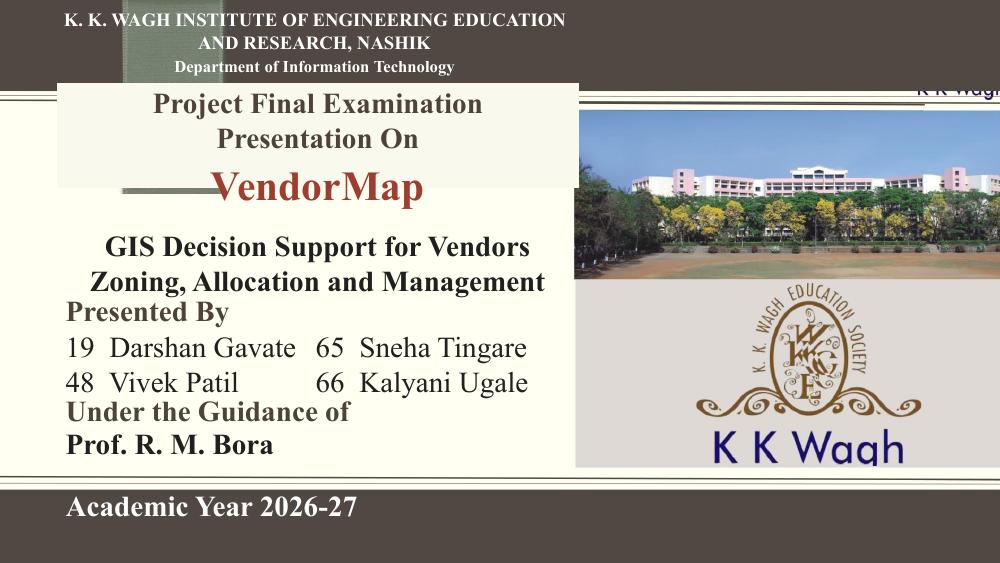 K. K. WAGH INSTITUTE OF ENGINEERING EDUCATION
AND RESEARCH, NASHIK
Department of Information Technology
Project Final Examination
Presentation On
VendorMap
GIS Decision Support for Vendors
Zoning, Allocation and Management
Presented By
19 Darshan Gavate 65 Sneha Tingare
48 Vivek Patil 66 Kalyani Ugale
Under the Guidance of
Prof. R. M. Bora
Academic Year 2026-27
K K Wagh
K. K. WAGH EDUCATION SOCIETY
K K Wagh